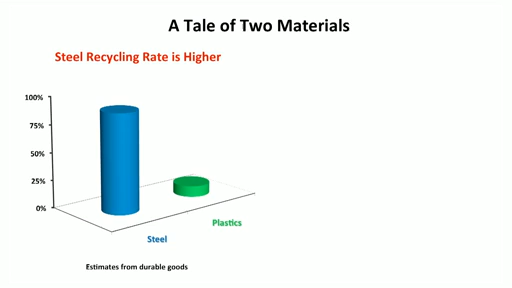 A Tale of Two Materials
Steel Recycling Rate is Higher
100%
75%
50%
25%
0%
Plastics
Steel
Estimates from durable goods